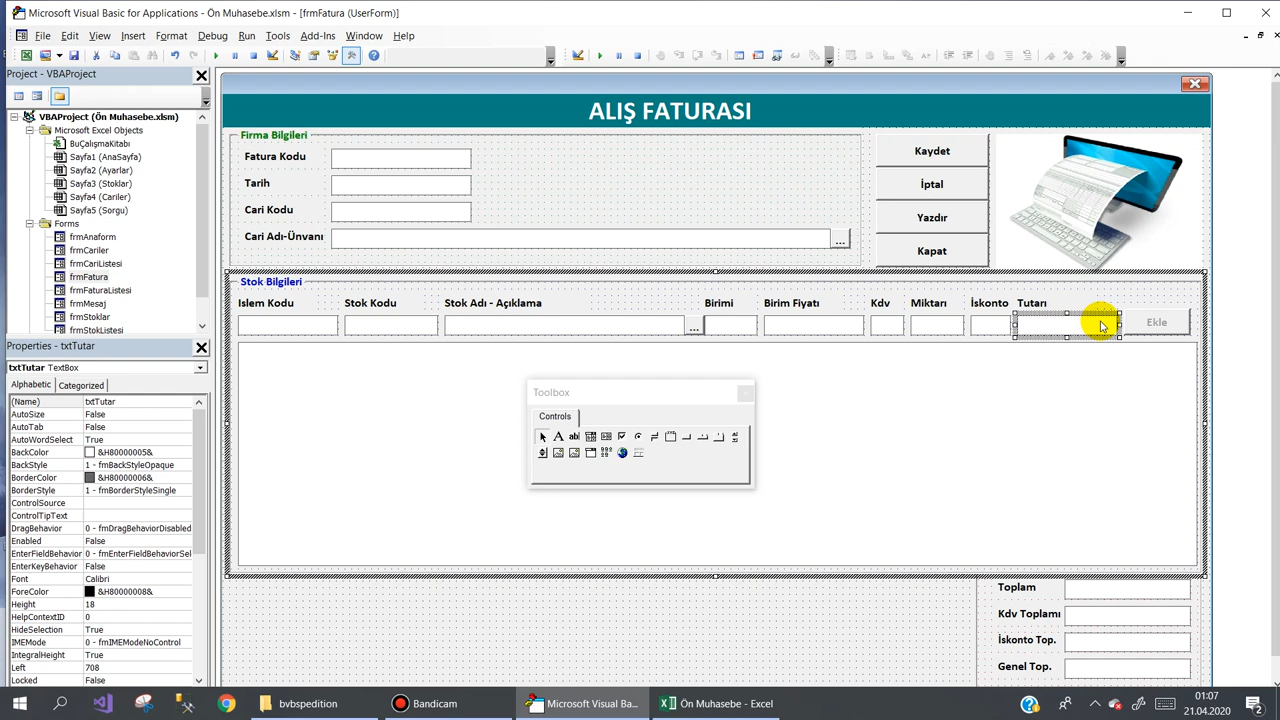 Microsoft Visual Basic for Applications - Ön Muhasebe.xlsm - [frmFatura (UserForm)]
File Edit View Insert Format Debug Run Tools Add-Ins Window Help
Project - VBAProject
VBAProject (Ön Muhasebe.xlsm)
Microsoft Excel Objects
BuÇalışmaKitabı
Sayfa1 (AnaSayfa)
Sayfa2 (Ayarlar)
Sayfa3 (Stoklar)
Sayfa4 (Cariler)
Sayfa5 (Sorgu)
Forms
frmAnaform
frmCariler
frmCariListesi
frmFatura
frmFaturaListesi
frmMesaj
frmStoklar
frmStokListesi
Properties - txtTutar
txtTutar TextBox
Alphabetic Categorized
(Name) txtTutar
AutoSize False
AutoTab False
AutoWordSelect True
BackColor &H80000005&
BackStyle 1 - fmBackStyleOpaque
BorderColor &H80000006&
BorderStyle 1 - fmBorderStyleSingle
ControlSource
ControlTipText
DragBehavior 0 - fmDragBehaviorDisabled
Enabled False
EnterFieldBehavior 0 - fmEnterFieldBehaviorSel
EnterKeyBehavior False
Font Calibri
ForeColor &H80000008&
Height 18
HelpContextID 0
HideSelection True
IMEMode 0 - fmIMEModeNoControl
IntegralHeight True
Left 708
Locked False
ALIŞ FATURASI
Firma Bilgileri
Fatura Kodu
Tarih
Cari Kodu
Cari Adı-Ünvanı ...
Kaydet
İptal
Yazdır
Kapat
Stok Bilgileri
Islem Kodu Stok Kodu Stok Adı - Açıklama Birimi Birim Fiyatı Kdv Miktarı İskonto Tutarı
... Ekle
Toolbox
Controls
A ab|
Toplam
Kdv Toplamı
İskonto Top.
Genel Top.
bvbspedition
Bandicam
Microsoft Visual Ba...
Ön Muhasebe - Excel
01:07
21.04.2020
2